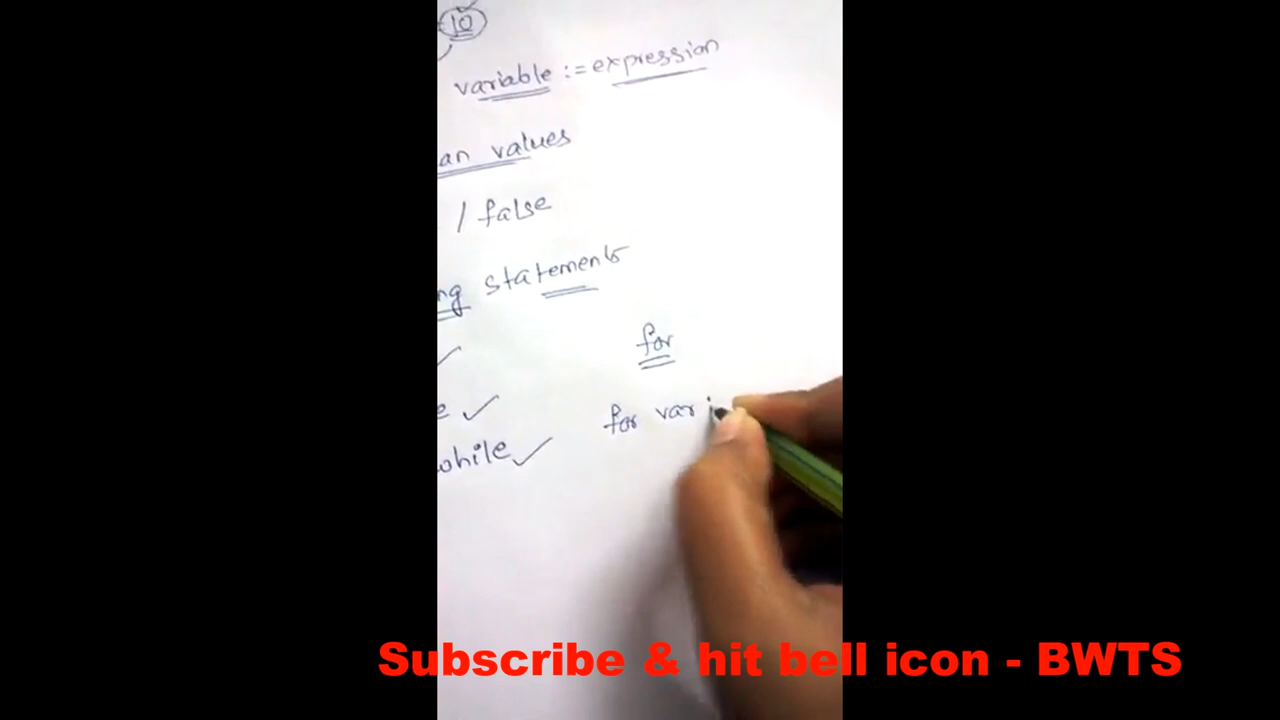 10
variable := expression
an values
/ false
ng statements
for
e
for var
while
Subscribe & hit bell icon - BWTS